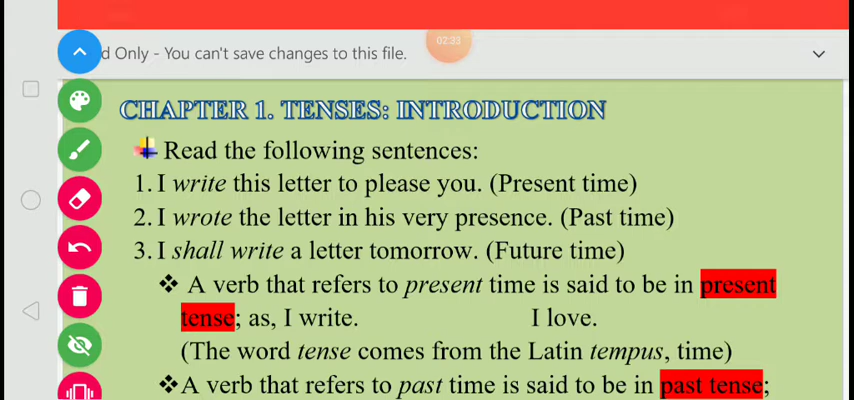 02:33
d Only - You can't save changes to this file.
CHAPTER 1. TENSES: INTRODUCTION
Read the following sentences:
1. I write this letter to please you. (Present time)
2. I wrote the letter in his very presence. (Past time)
3. I shall write a letter tomorrow. (Future time)
❖ A verb that refers to present time is said to be in present
tense; as, I write. I love.
(The word tense comes from the Latin tempus, time)
❖A verb that refers to past time is said to be in past tense;